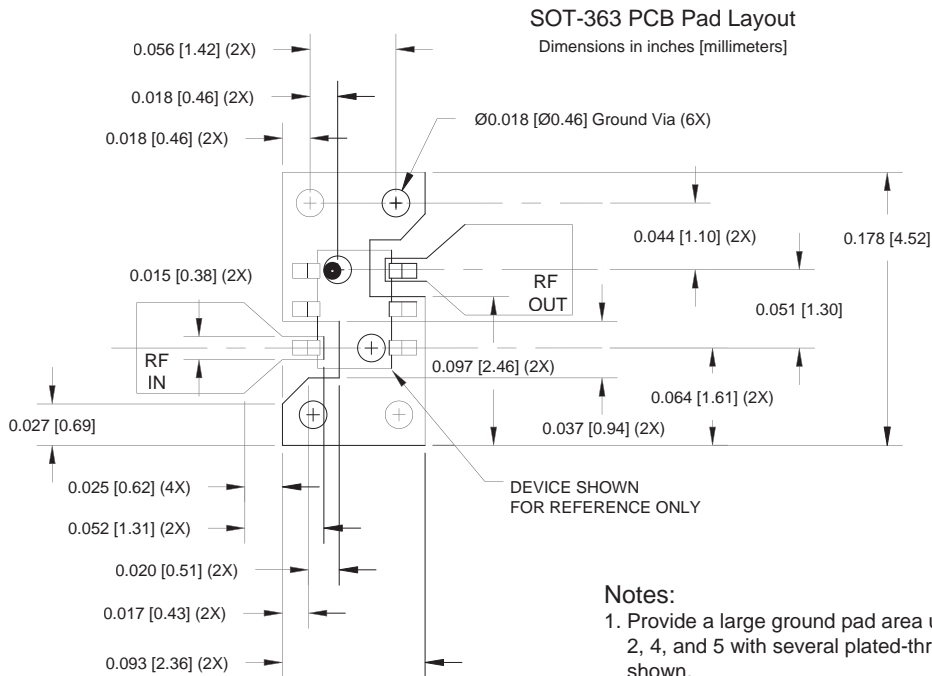 SOT-363 PCB Pad Layout
Dimensions in inches [millimeters]
0.056 [1.42] (2X)
0.018 [0.46] (2X)
0.018 [0.46] (2X)
Ø0.018 [Ø0.46] Ground Via (6X)
0.044 [1.10] (2X)
0.178 [4.52]
0.015 [0.38] (2X)
RF
OUT
0.051 [1.30]
RF
IN
0.097 [2.46] (2X)
0.064 [1.61] (2X)
0.027 [0.69]
0.037 [0.94] (2X)
0.025 [0.62] (4X)
DEVICE SHOWN
FOR REFERENCE ONLY
0.052 [1.31] (2X)
0.020 [0.51] (2X)
0.017 [0.43] (2X)
0.093 [2.36] (2X)
Notes:
1. Provide a large ground pad area
2, 4, and 5 with several
shown.